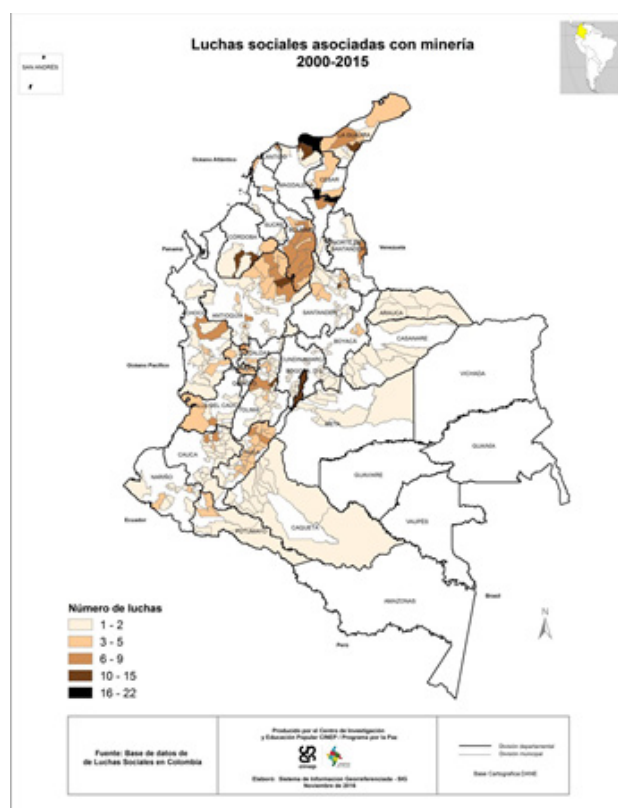 Luchas sociales asociadas con minería
2000-2015
SAN ANDRÉS
Océano Atlántico
LA GUAJIRA
MAGDALENA
CESAR
SUCRE
CÓRDOBA
Panamá
NORTE DE
SANTANDER
Venezuela
ANTIOQUIA
SANTANDER
ARAUCA
BOYACÁ
CASANARE
Océano Pacífico
VICHADA
TOLIMA
META
GUAINIA
CAUCA
GUAVIARE
NARIÑO
VAUPÉS
Ecuador
CAQUETA
PUTUMAYO
AMAZONAS
Brasil
Perú
N
Número de luchas
1 - 2
3 - 5
6 - 9
10 - 15
16 - 22
Fuente: Base de datos de
de Luchas Sociales en Colombia
Producido por el Centro de Investigación
y Educación Popular CINEP / Programa por la Paz
cinep
Elaboró: Sistema de Información Georreferenciada - SIG
Noviembre de 2016
División departamental
División municipal
Base Cartográfica DANE